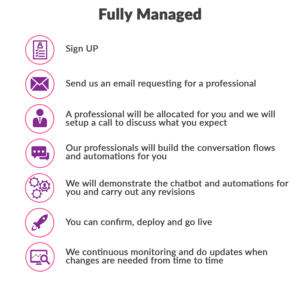 Fully Managed
Sign UP
Send us an email requesting for a professional
A professional will be allocated for you and we will
setup a call to discuss what you expect
Our professionals will build the conversation flows
and automations for you
We will demonstrate the chatbot and automations for
you and carry out any revisions
You can confirm, deploy and go live
We continuous monitoring and do updates when
changes are needed from time to time